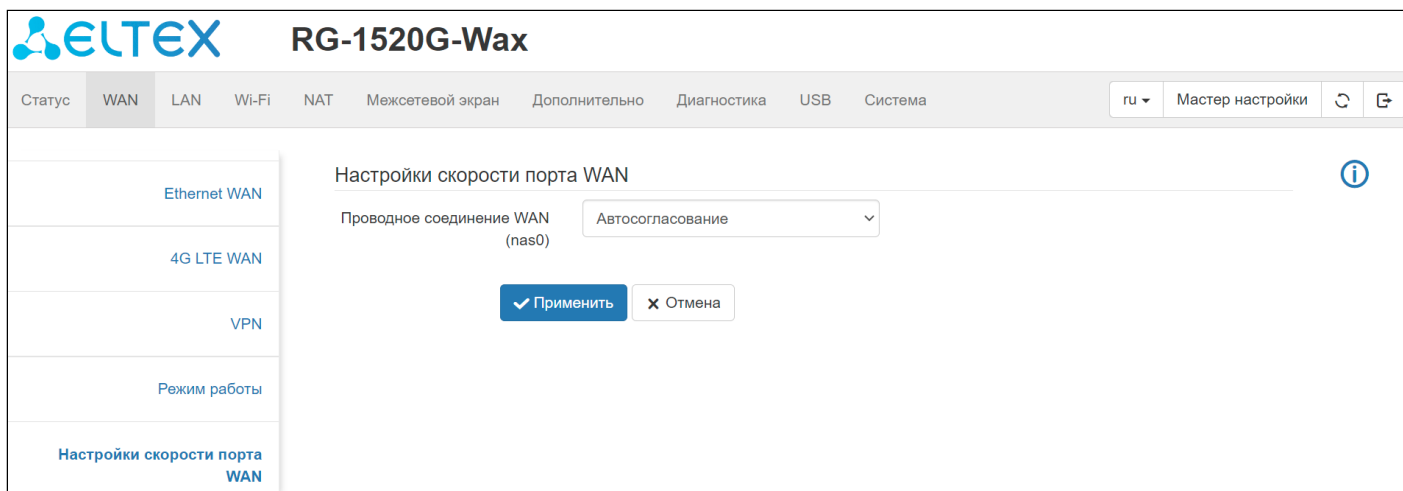 ELTEX RG-1520G-Wax
Статус WAN LAN Wi-Fi NAT Межсетевой экран Дополнительно Диагностика USB Система ru Мастер настройки
Ethernet WAN
4G LTE WAN
VPN
Режим работы
Настройки скорости порта
WAN
Настройки скорости порта WAN
Проводное соединение WAN
(nas0)
Автосогласование
Применить Отмена